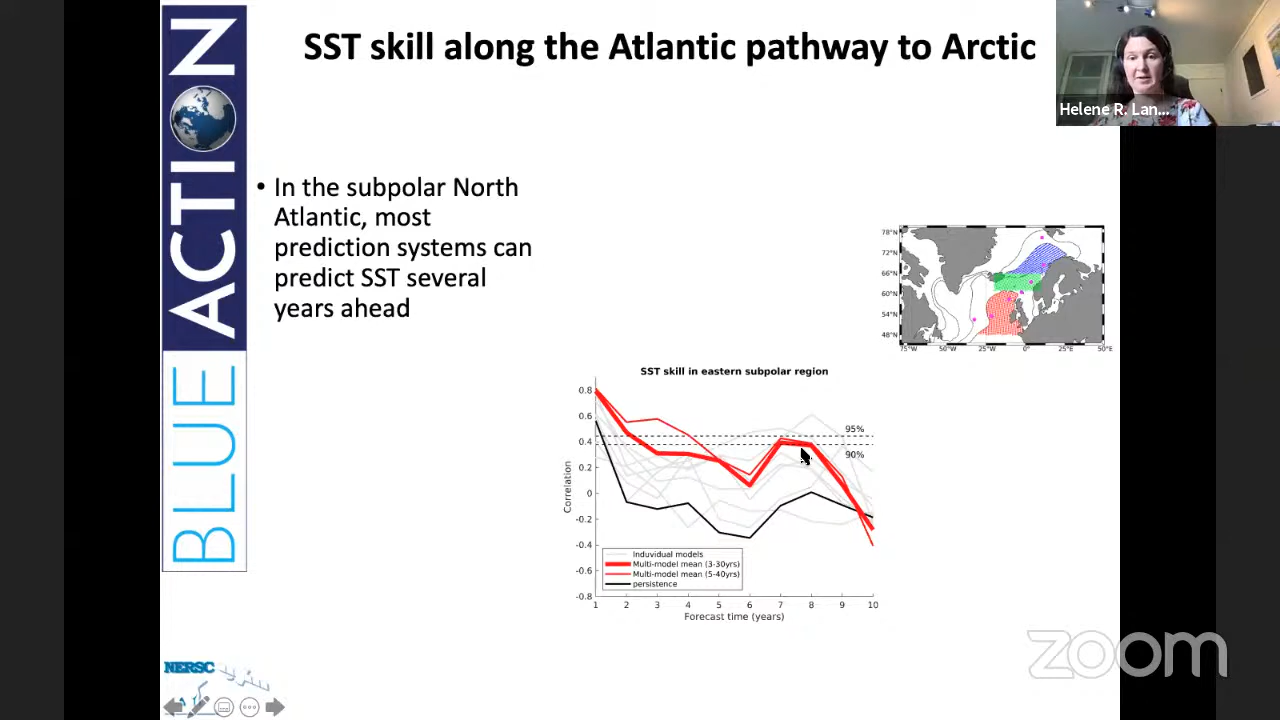 SST skill along the Atlantic pathway to Arctic
Helene R. Lan...
BLUE ACTION
• In the subpolar North
Atlantic, most
prediction systems can
predict SST several
years ahead
78°N
72°N
66°N
60°N
54°N
48°N
75°W 50°W 25°W 0° 25°E 50°E
SST skill in eastern subpolar region
0.8
0.6
0.4
0.2
0
-0.2
-0.4
-0.6
-0.8
Correlation
95%
90%
Induvidual models
Multi-model mean (3-30yrs)
Multi-model mean (5-40yrs)
persistence
1 2 3 4 5 6 7 8 9 10
Forecast time (years)
NERSC
zoom